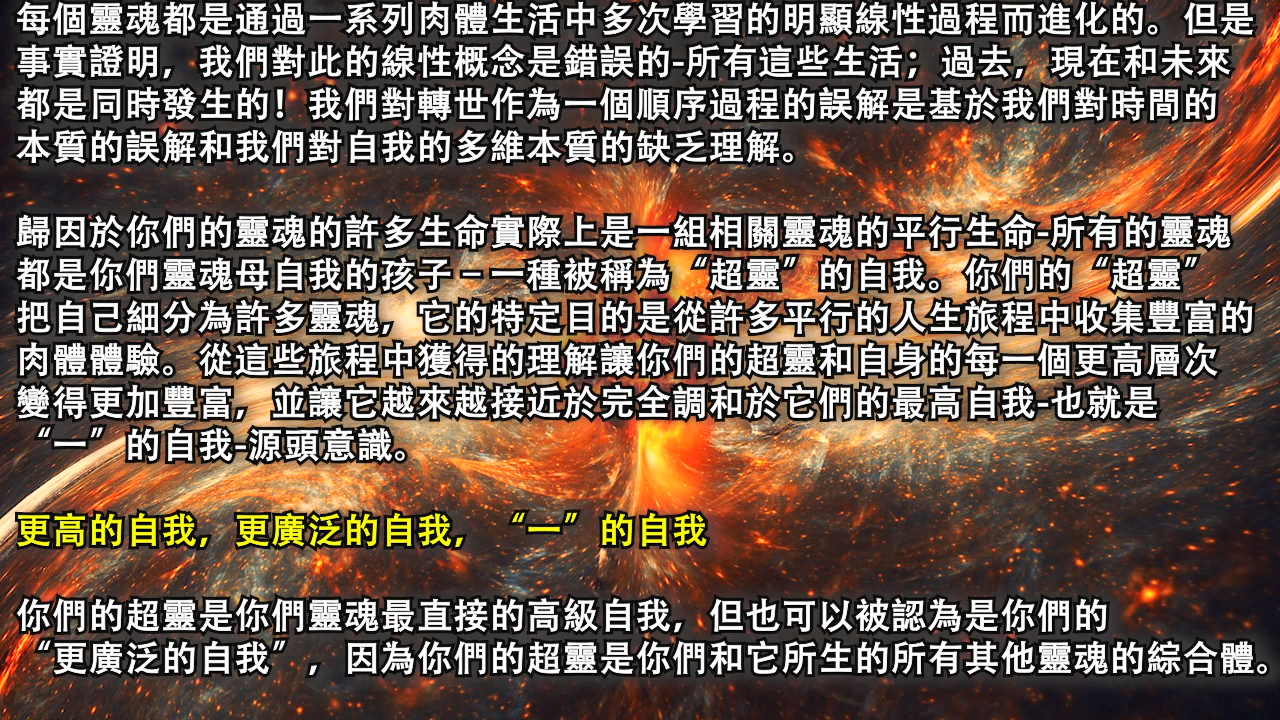 每個靈魂都是通過一系列肉體生活中多次學習的明顯線性過程而進化的。但是
事實證明，我們對此的線性概念是錯誤的-所有這些生活；過去，現在和未來
都是同時發生的！我們對轉世作為一個順序過程的誤解是基於我們對時間的
本質的誤解和我們對自我的多維本質的缺乏理解。
歸因於你們的靈魂的許多生命實際上是一組相關靈魂的平行生命-所有的靈魂
都是你們靈魂母自我的孩子－一種被稱為“超靈”的自我。你們的“超靈”
把自己細分為許多靈魂，它的特定目的是從許多平行的人生旅程中收集豐富的
肉體體驗。從這些旅程中獲得的理解讓你們的超靈和自身的每一個更高層次
變得更加豐富，並讓它越來越接近於完全調和於它們的最高自我-也就是
“一”的自我-源頭意識。
更高的自我，更廣泛的自我，“一”的自我
你們的超靈是你們靈魂最直接的高級自我，但也可以被認為是你們的
“更廣泛的自我”，因為你們的超靈是你們和它所生的所有其他靈魂的綜合體。